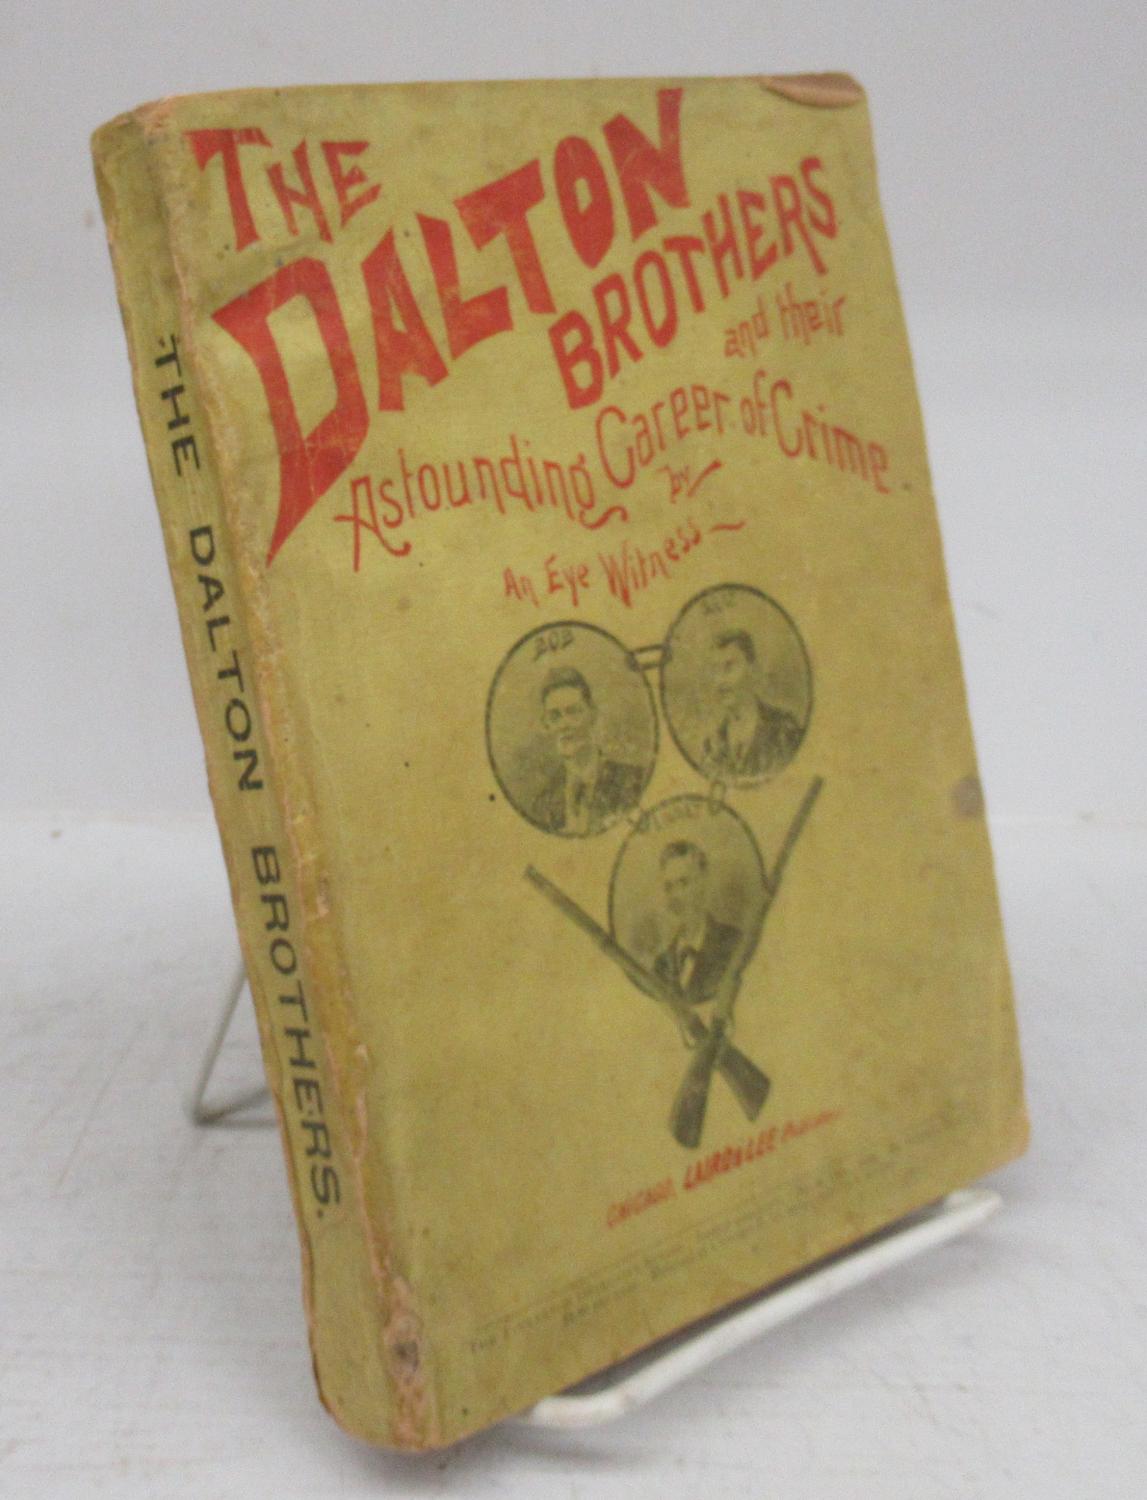 THE
DALTON
BROTHERS
and their
Astounding Career of Crime
by
An Eye Witness
BOB
EMMET
CHICAGO, LAIRD & LEE Publishers
THE DALTON BROTHERS.